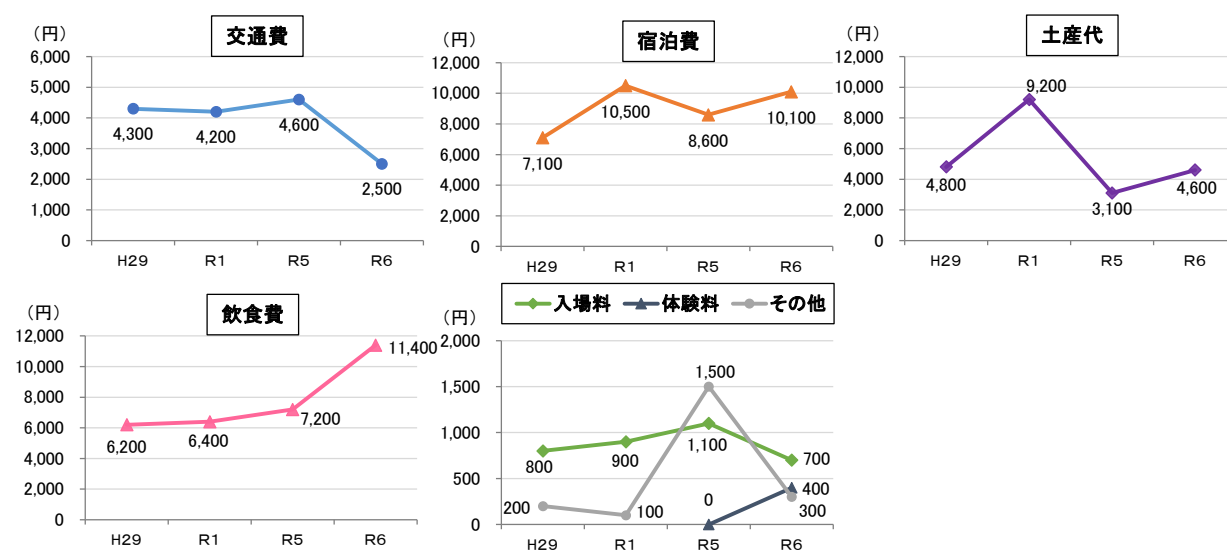 交通費
（円）
6,000
5,000
4,000
3,000
2,000
1,000
0
4,300
4,200
4,600
2,500
H29
R1
R5
R6
宿泊費
（円）
12,000
10,000
8,000
6,000
4,000
2,000
0
7,100
10,500
8,600
10,100
H29
R1
R5
R6
土産代
（円）
12,000
10,000
8,000
6,000
4,000
2,000
0
4,800
9,200
3,100
4,600
H29
R1
R5
R6
飲食費
（円）
12,000
10,000
8,000
6,000
4,000
2,000
0
6,200
6,400
7,200
11,400
H29
R1
R5
R6
入場料 体験料 その他
（円）
2,000
1,500
1,000
500
0
800
900
1,100
700
200
100
1,500
300
0
400
H29
R1
R5
R6